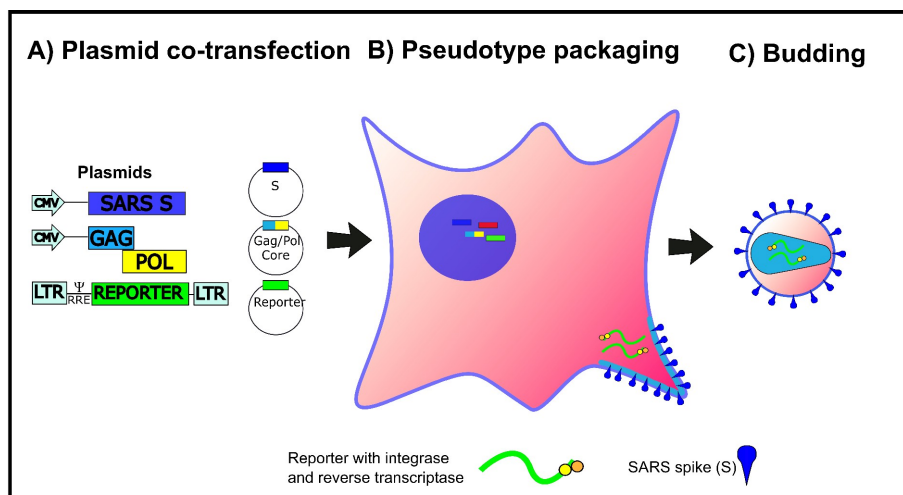 A) Plasmid co-transfection
B) Pseudotype packaging
C) Budding
Plasmids
CMV
SARS S
CMV
GAG
POL
LTR
Ψ
RRE
REPORTER
LTR
S
Gag/Pol
Core
Reporter
Reporter with integrase
and reverse transcriptase
SARS spike (S)